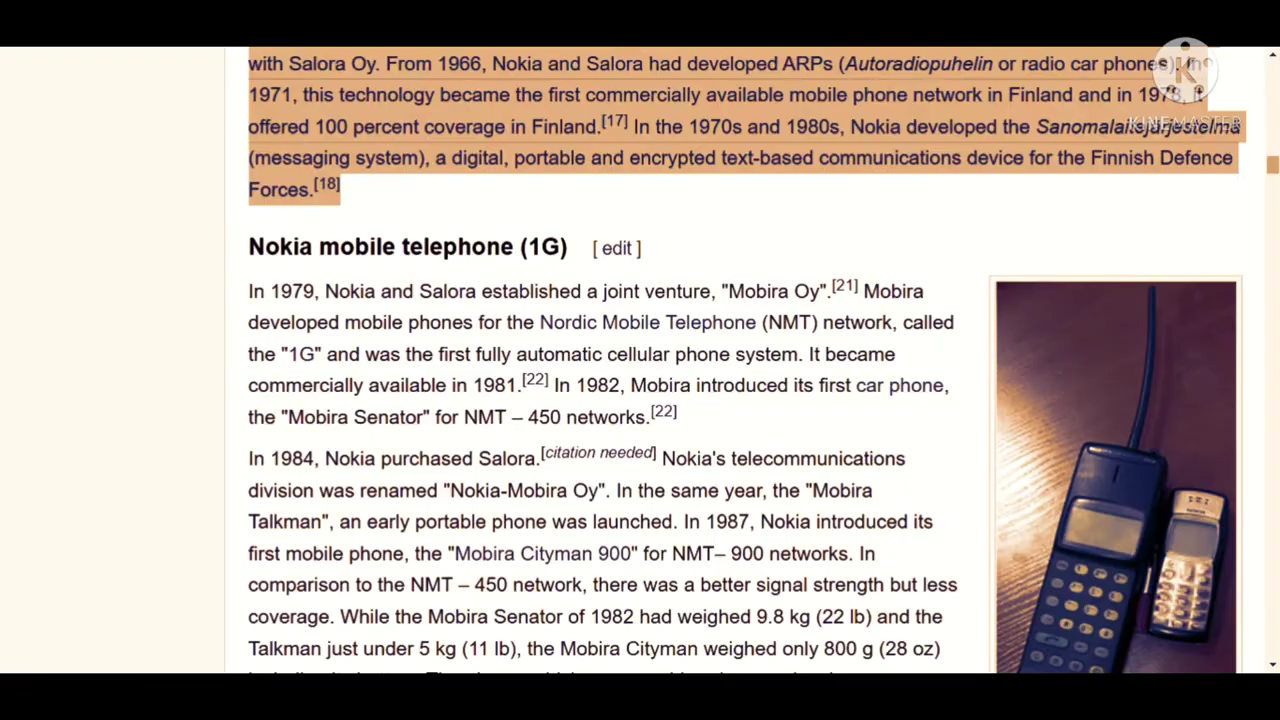 with Salora Oy. From 1966, Nokia and Salora had developed ARPs (Autoradiopuhelin or radio car phones). In
1971, this technology became the first commercially available mobile phone network in Finland and in 1978, it
offered 100 percent coverage in Finland.[17] In the 1970s and 1980s, Nokia developed the Sanomalaitejärjestelmä
KINEMASTER
(messaging system), a digital, portable and encrypted text-based communications device for the Finnish Defence
Forces.[18]
Nokia mobile telephone (1G) [ edit ]
In 1979, Nokia and Salora established a joint venture, "Mobira Oy".[21] Mobira
developed mobile phones for the Nordic Mobile Telephone (NMT) network, called
the "1G" and was the first fully automatic cellular phone system. It became
commercially available in 1981.[22] In 1982, Mobira introduced its first car phone,
the "Mobira Senator" for NMT – 450 networks.[22]
In 1984, Nokia purchased Salora.[citation needed] Nokia's telecommunications
division was renamed "Nokia-Mobira Oy". In the same year, the "Mobira
Talkman", an early portable phone was launched. In 1987, Nokia introduced its
first mobile phone, the "Mobira Cityman 900" for NMT– 900 networks. In
comparison to the NMT – 450 network, there was a better signal strength but less
coverage. While the Mobira Senator of 1982 had weighed 9.8 kg (22 lb) and the
Talkman just under 5 kg (11 lb), the Mobira Cityman weighed only 800 g (28 oz)